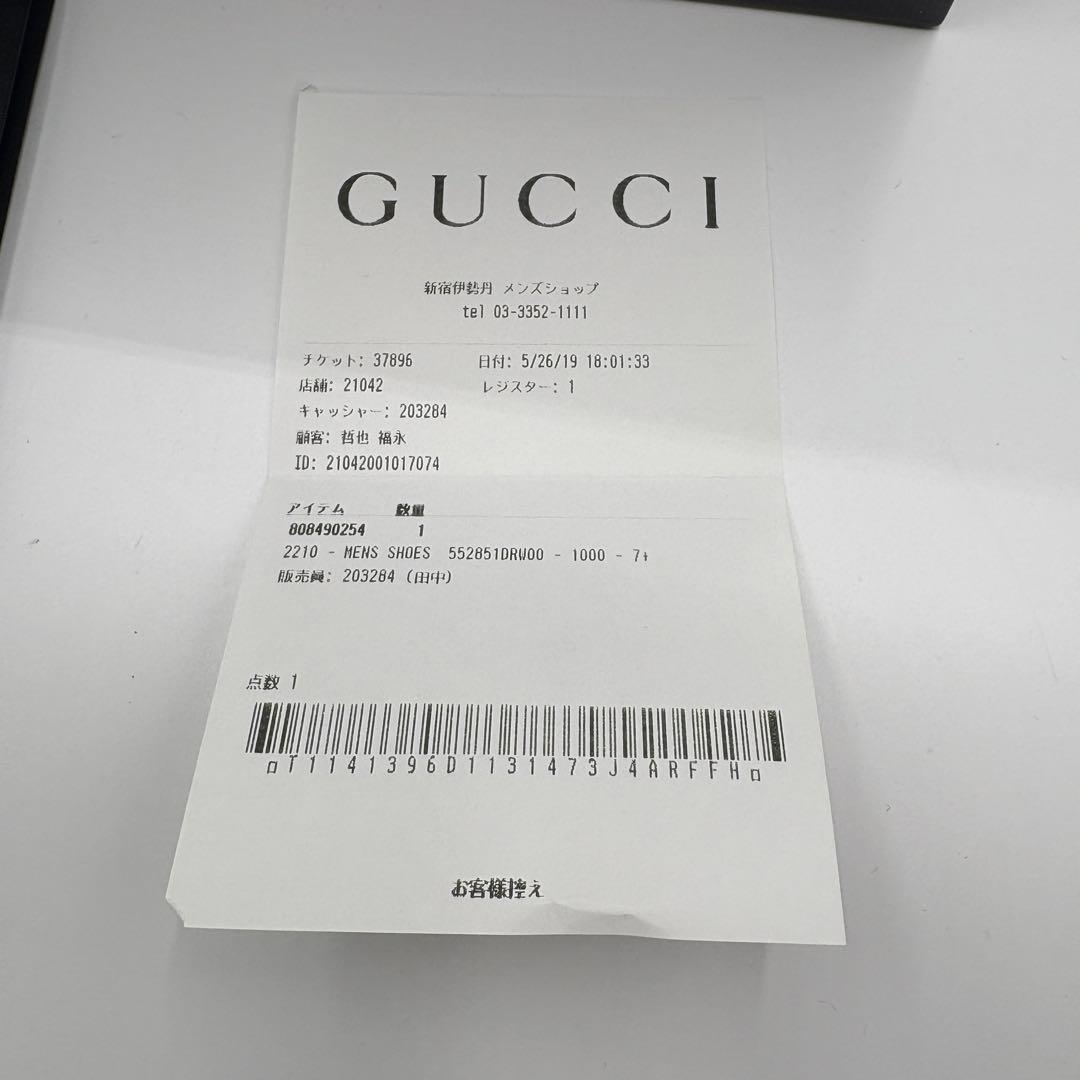 GUCCI
新宿伊勢丹 メンズショップ
tel 03-3352-1111
チケット: 37896 日付: 5/26/19 18:01:33
店舗: 21042 レジスター: 1
キャッシャー: 203284
顧客: 哲也 福永
ID: 21042001017074
アイテム 数量
808490254 1
2210 - MENS SHOES 552851DRW00 - 1000 - 7ｷ
販売員: 203284 (田中)
点数 1
T1141396D1131473J4ARFFH
お客様控え